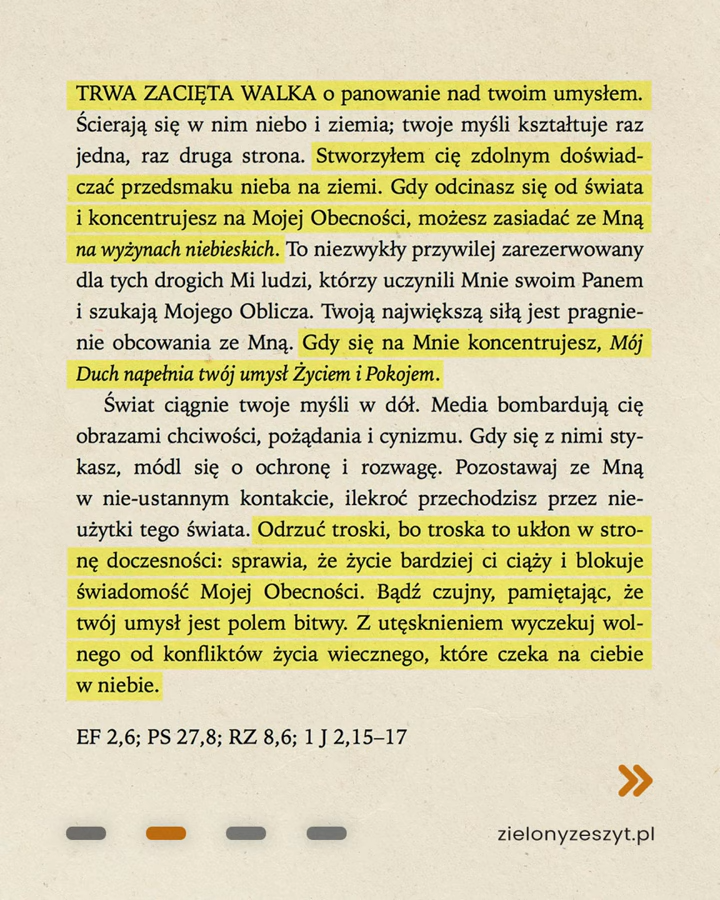 TRWA ZACIĘTA WALKA o panowanie nad twoim umysłem.
Ścierają się w nim niebo i ziemia; twoje myśli kształtuje raz
jedna, raz druga strona. Stworzyłem cię zdolnym doświad-
czać przedsmaku nieba na ziemi. Gdy odcinasz się od świata
i koncentrujesz na Mojej Obecności, możesz zasiadać ze Mną
na wyżynach niebieskich. To niezwykły przywilej zarezerwowany
dla tych drogich Mi ludzi, którzy uczynili Mnie swoim Panem
i szukają Mojego Oblicza. Twoją największą siłą jest pragnie-
nie obcowania ze Mną. Gdy się na Mnie koncentrujesz, Mój
Duch napełnia twój umysł Życiem i Pokojem.
Świat ciągnie twoje myśli w dół. Media bombardują cię
obrazami chciwości, pożądania i cynizmu. Gdy się z nimi sty-
kasz, módl się o ochronę i rozwagę. Pozostawaj ze Mną
w nie-ustannym kontakcie, ilekroć przechodzisz przez nie-
użytki tego świata. Odrzuć troski, bo troska to ukłon w stro-
nę doczesności: sprawia, że życie bardziej ci ciąży i blokuje
świadomość Mojej Obecności. Bądź czujny, pamiętając, że
twój umysł jest polem bitwy. Z utęsknieniem wyczekuj wol-
nego od konfliktów życia wiecznego, które czeka na ciebie
w niebie.
EF 2,6; PS 27,8; RZ 8,6; 1 J 2,15–17
zielonyzeszyt.pl